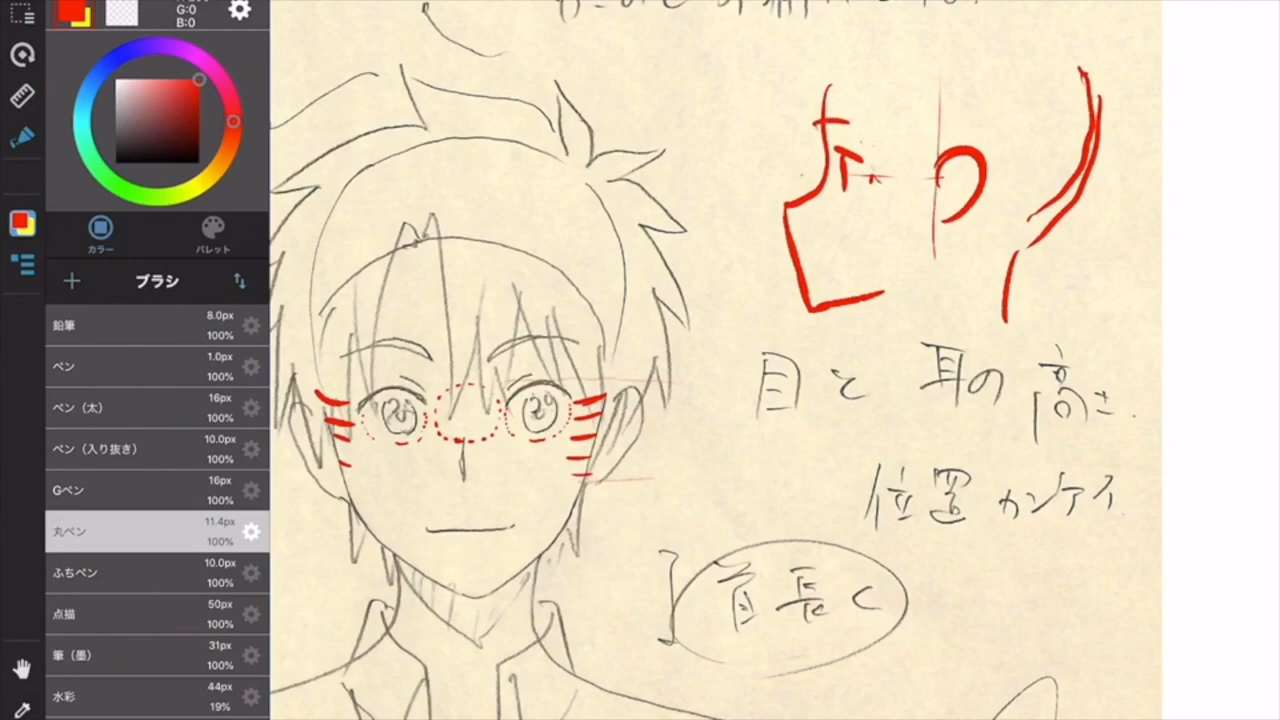 G:0
B:0
カラー
パレット
ブラシ
鉛筆
8.0px
100%
ペン
1.0px
100%
ペン（太）
16px
100%
ペン（入り抜き）
10.0px
100%
Gペン
16px
100%
丸ペン
11.4px
100%
ふちペン
10.0px
100%
点描
50px
100%
筆（墨）
31px
100%
水彩
44px
19%
目と耳の高さ
位置カンケイ
首長く